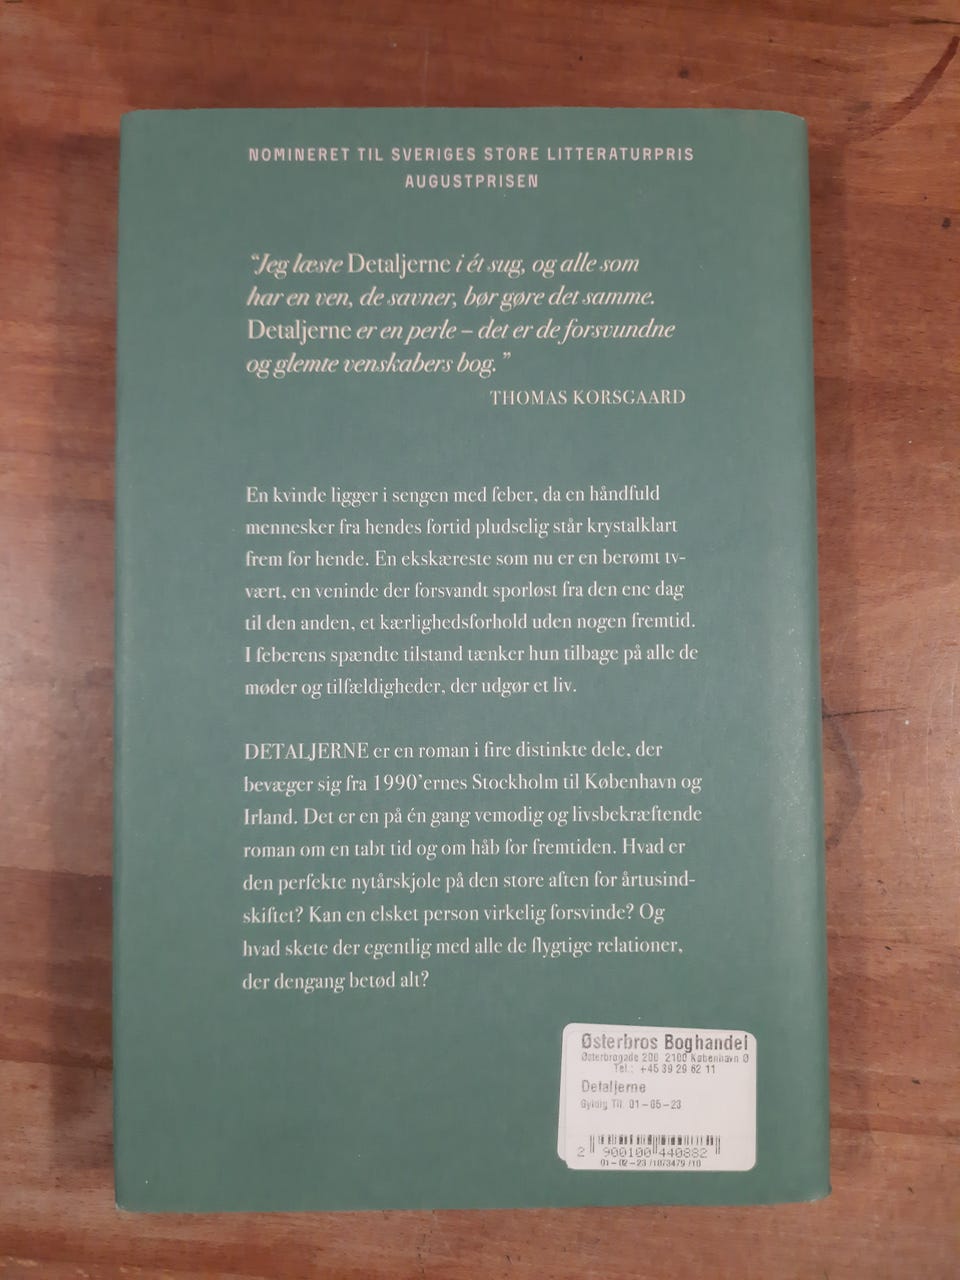 NOMINERET TIL SVERIGES STORE LITTERATURPRIS
AUGUSTPRISEN
“Jeg læste Detaljerne i ét sug, og alle som
har en ven, de savner, bør gøre det samme.
Detaljerne er en perle – det er de forsvundne
og glemte venskabers bog.”
THOMAS KORSGAARD
En kvinde ligger i sengen med feber, da en håndfuld
mennesker fra hendes fortid pludselig står krystalklart
frem for hende. En ekskæreste som nu er en berømt tv-
vært, en veninde der forsvandt sporløst fra den ene dag
til den anden, et kærlighedsforhold uden nogen fremtid.
I feberens spændte tilstand tænker hun tilbage på alle de
møder og tilfældigheder, der udgør et liv.
DETALJERNE er en roman i fire distinkte dele, der
bevæger sig fra 1990’ernes Stockholm til København og
Irland. Det er en på én gang vemodig og livsbekræftende
roman om en tabt tid og om håb for fremtiden. Hvad er
den perfekte nytårskjole på den store aften for årtusind-
skiftet? Kan en elsket person virkelig forsvinde? Og
hvad skete der egentlig med alle de flygtige relationer,
der dengang betød alt?
Østerbros Boghandel
Østerbrogade 200 2100 København Ø
Tel.: +45 39 29 62 11
Detaljerne
Gyldig Til: 01-05-23
2 900100 440882
01-02-23 /1873479 /10